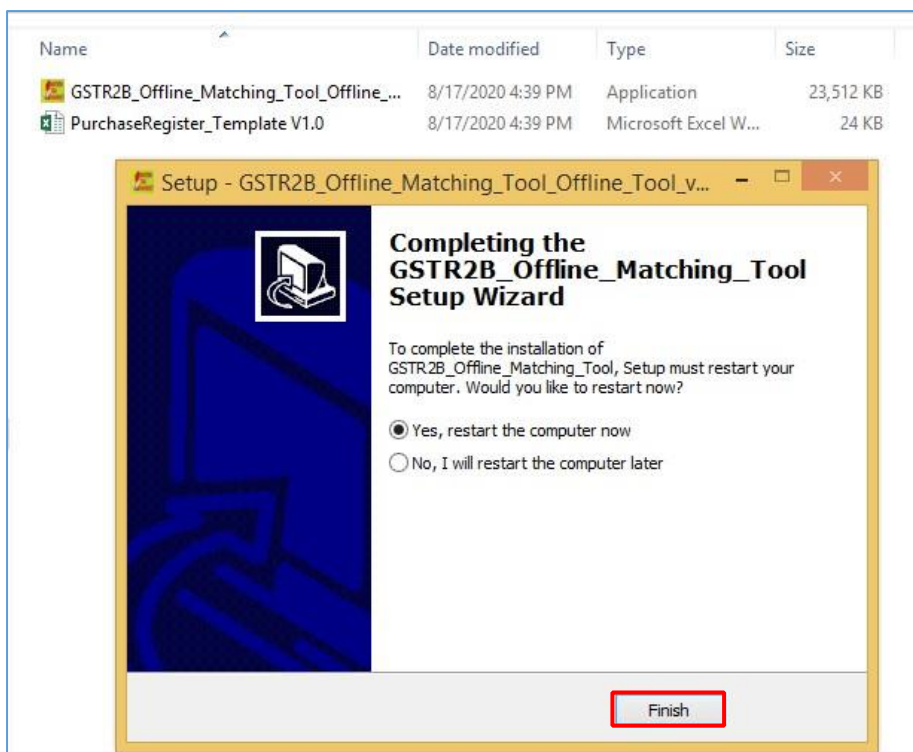 Name Date modified Type Size
GSTR2B_Offline_Matching_Tool_Offline_... 8/17/2020 4:39 PM Application 23,512 KB
PurchaseRegister_Template V1.0 8/17/2020 4:39 PM Microsoft Excel W... 24 KB
Setup - GSTR2B_Offline_Matching_Tool_Offline_Tool_v...
Completing the
GSTR2B_Offline_Matching_Tool
Setup Wizard
To complete the installation of
GSTR2B_Offline_Matching_Tool, Setup must restart your
computer. Would you like to restart now?
Yes, restart the computer now
No, I will restart the computer later
Finish